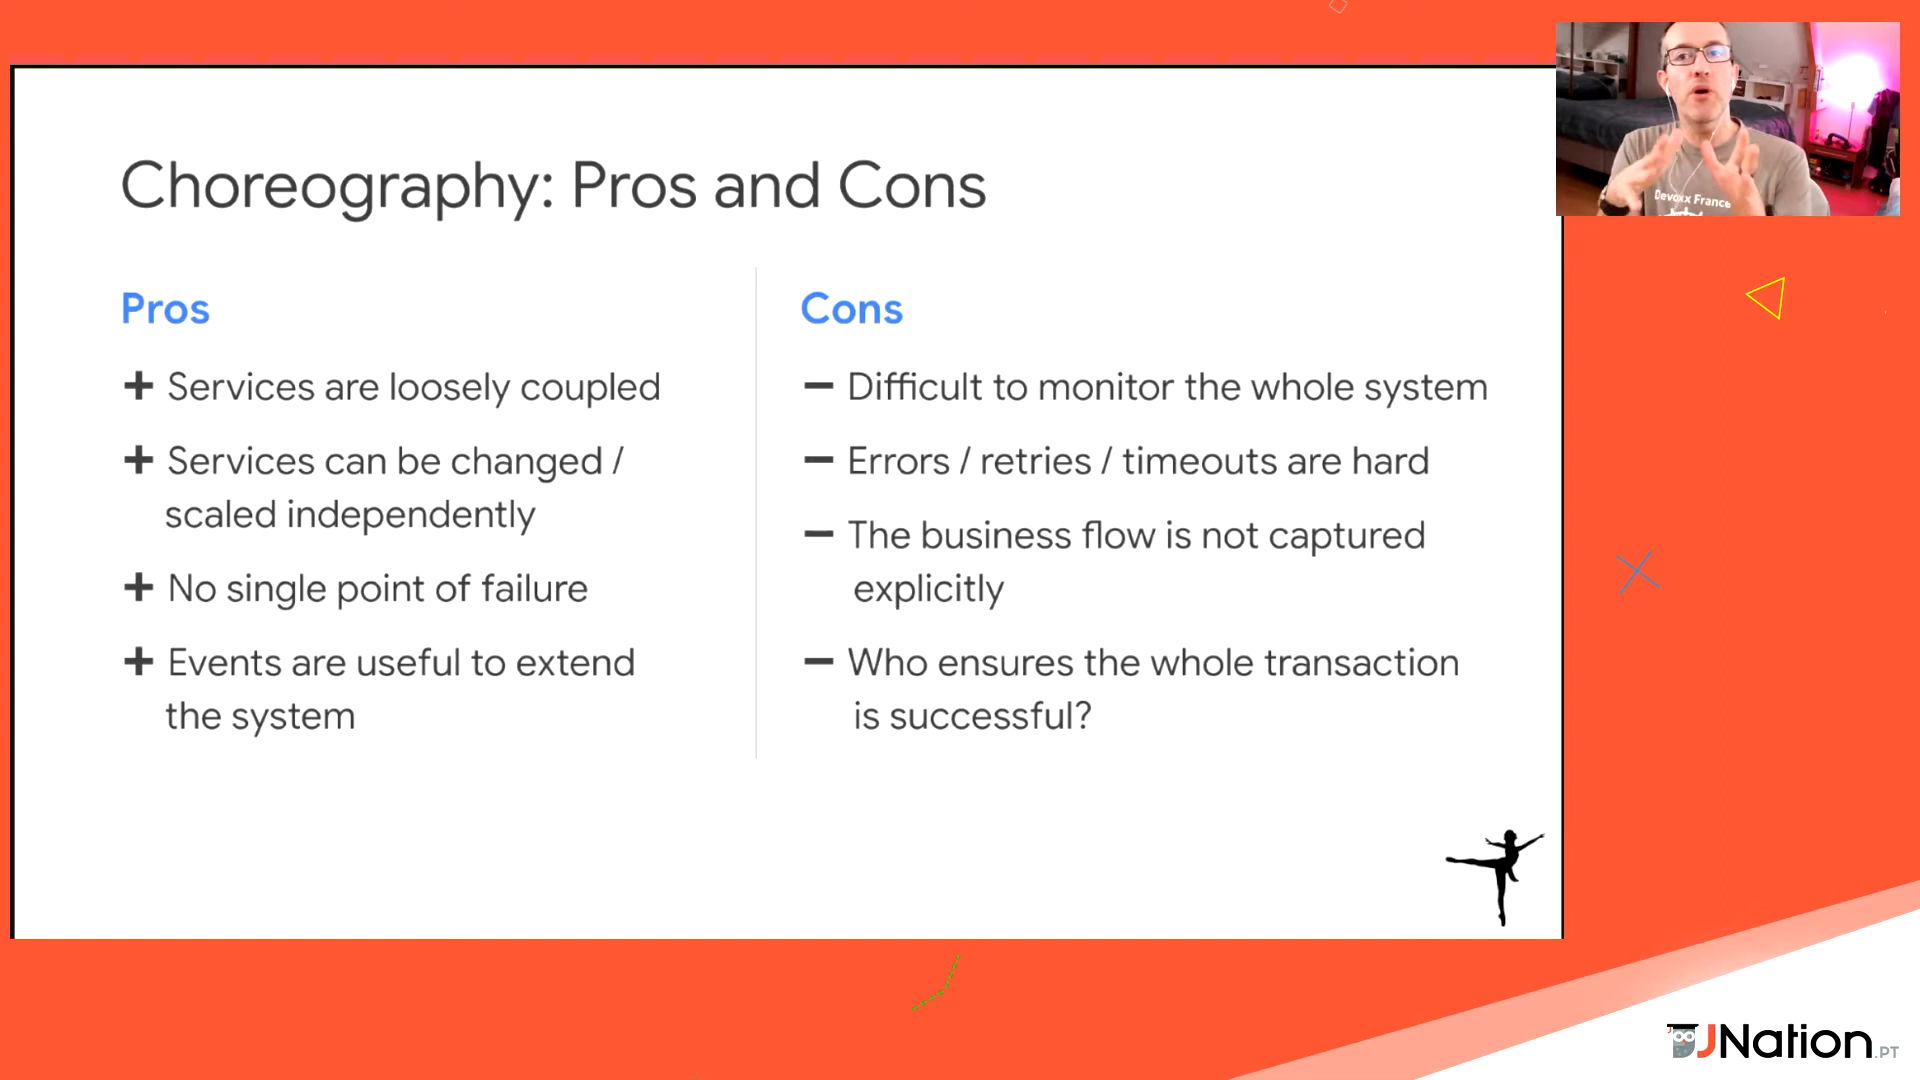 Choreography: Pros and Cons
Pros
+ Services are loosely coupled
+ Services can be changed /
scaled independently
+ No single point of failure
+ Events are useful to extend
the system
Cons
– Difficult to monitor the whole system
– Errors / retries / timeouts are hard
– The business flow is not captured
explicitly
– Who ensures the whole transaction
is successful?
Devoxx France
JNation.PT